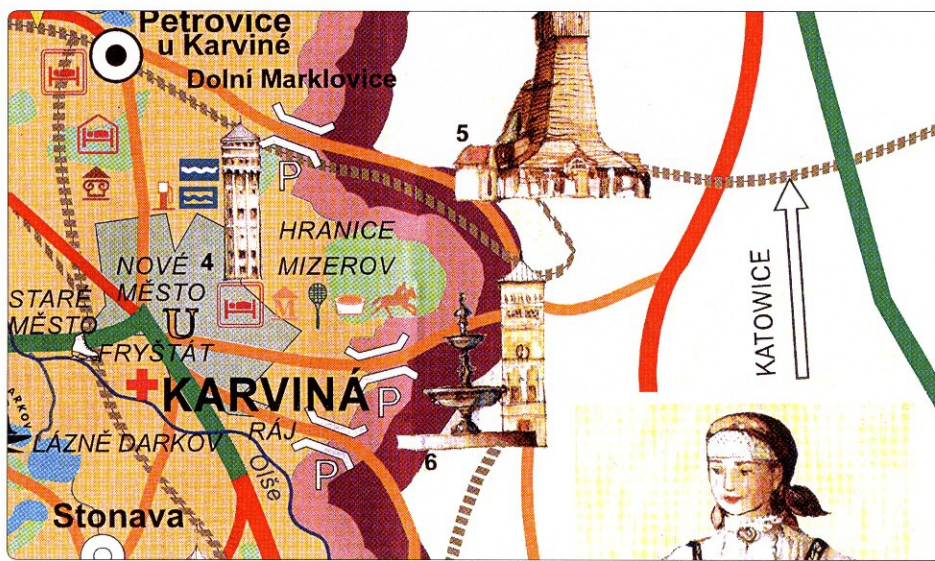 Petrovice
u Karviné
Dolní Marklovice
5
P
HRANICE
NOVÉ
MĚSTO
4
MIZEROV
STARÉ
MĚSTO
U
FRYŠTÁT
KARVINÁ
P
ARKOV
LÁZNĚ DARKOV
RÁJ
Olše
P
6
Stonava
KATOWICE